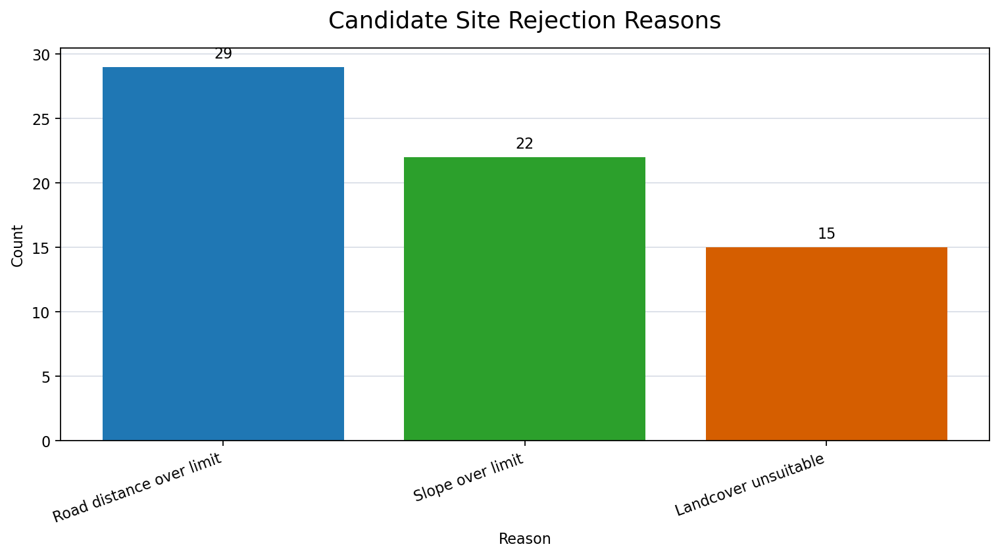 Candidate Site Rejection Reasons
30
25
20
15
10
5
0
Count
29
22
15
Road distance over limit
Slope over limit
Landcover unsuitable
Reason